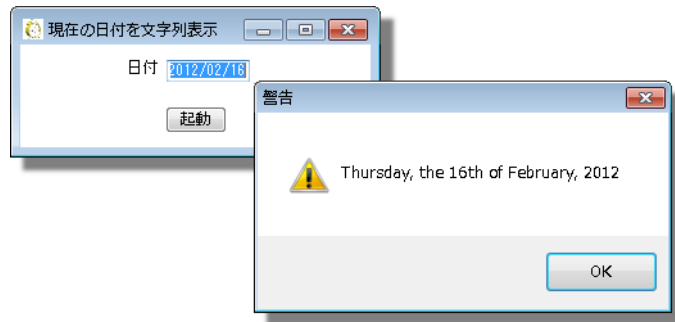 現在の日付を文字列表示
日付 2012/02/16
起動
警告
Thursday, the 16th of February, 2012
OK